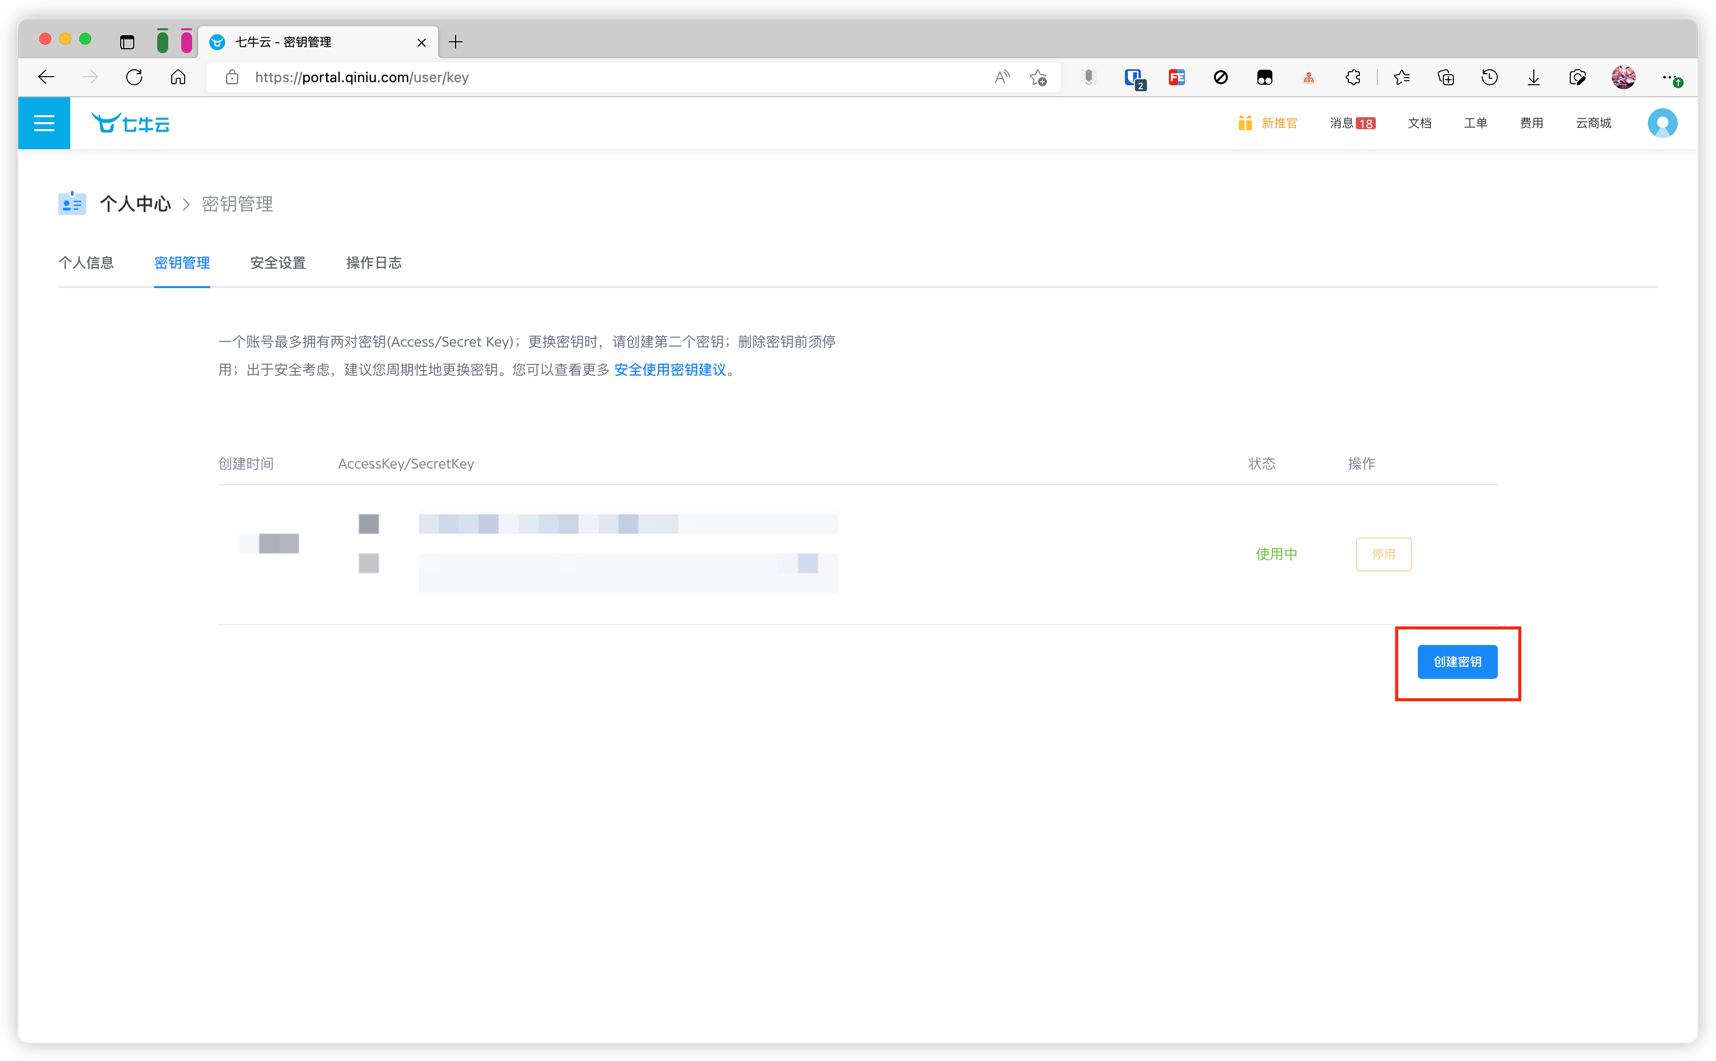 七牛云 - 密钥管理
https://portal.qiniu.com/user/key
2
七牛云
新推官
消息 18
文档
工单
费用
云商城
个人中心 > 密钥管理
个人信息
密钥管理
安全设置
操作日志
一个账号最多拥有两对密钥(Access/Secret Key)；更换密钥时，请创建第二个密钥；删除密钥前须停
用；出于安全考虑，建议您周期性地更换密钥。您可以查看更多 安全使用密钥建议。
创建时间
AccessKey/SecretKey
状态
操作
使用中
停用
创建密钥